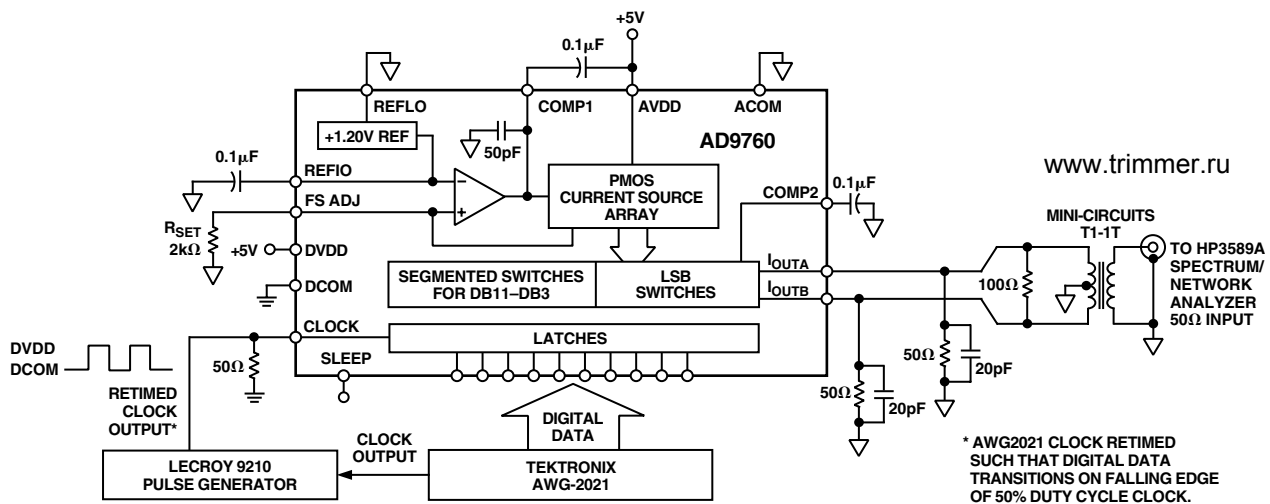 +5V
0.1μF
REFLO
COMP1
AVDD
ACOM
+1.20V REF
50pF
AD9760
www.trimmer.ru
0.1μF
REFIO
PMOS
CURRENT SOURCE
ARRAY
COMP2
0.1μF
FS ADJ
RSET
2kΩ
+5V
DVDD
MINI-CIRCUITS
T1-1T
DCOM
SEGMENTED SWITCHES
FOR DB11–DB3
LSB
SWITCHES
IOUTA
IOUTB
100Ω
TO HP3589A
SPECTRUM/
NETWORK
ANALYZER
50Ω INPUT
CLOCK
LATCHES
DVDD
DCOM
50Ω
SLEEP
50Ω
20pF
50Ω
20pF
RETIMED
CLOCK
OUTPUT*
DIGITAL
DATA
CLOCK
OUTPUT
LECROY 9210
PULSE GENERATOR
TEKTRONIX
AWG-2021
* AWG2021 CLOCK RETIMED
SUCH THAT DIGITAL DATA
TRANSITIONS ON FALLING EDGE
OF 50% DUTY CYCLE CLOCK.